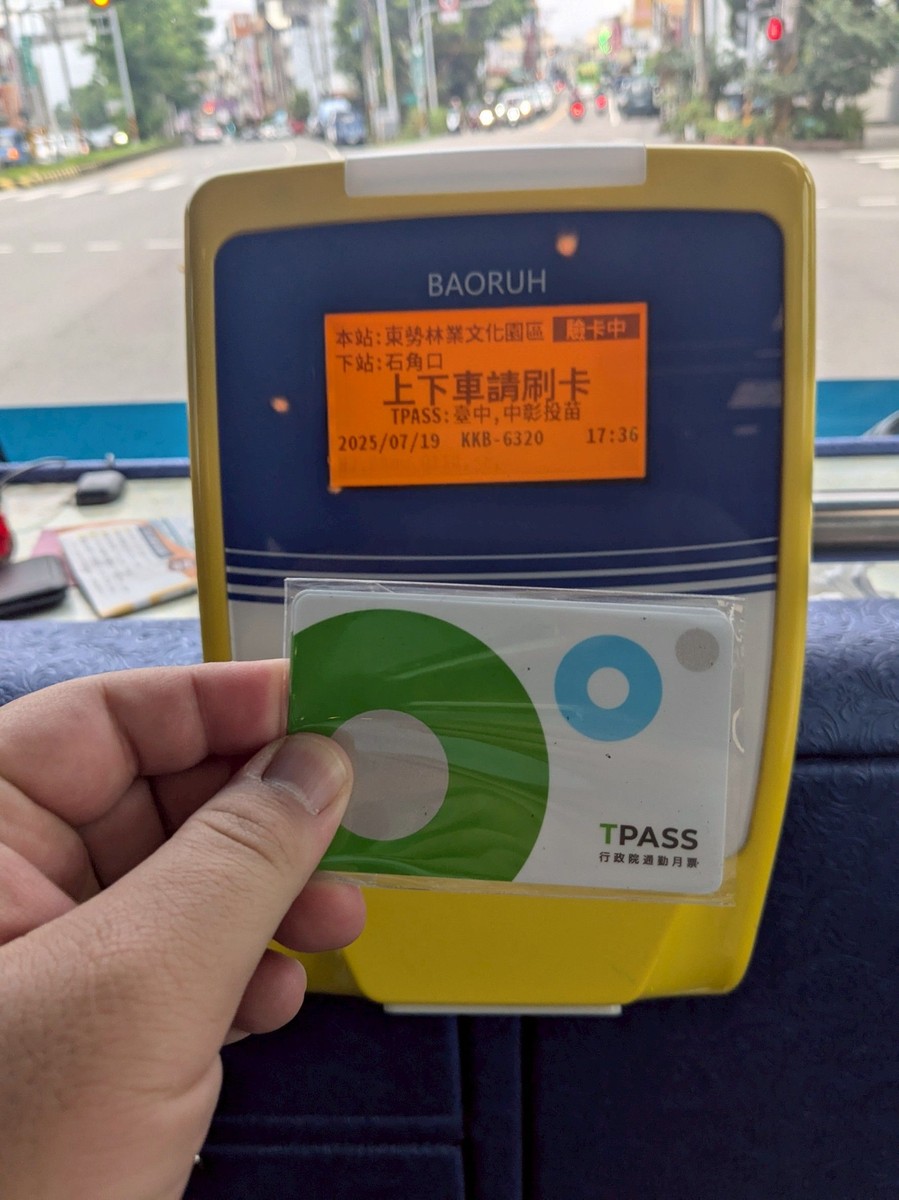 BAORUH
本站:東勢林業文化園區 驗卡中
下站:石角口
上下車請刷卡
TPASS:臺中,中彰投苗
2025/07/19 KKB-6320 17:36
TPASS
行政院通勤月票